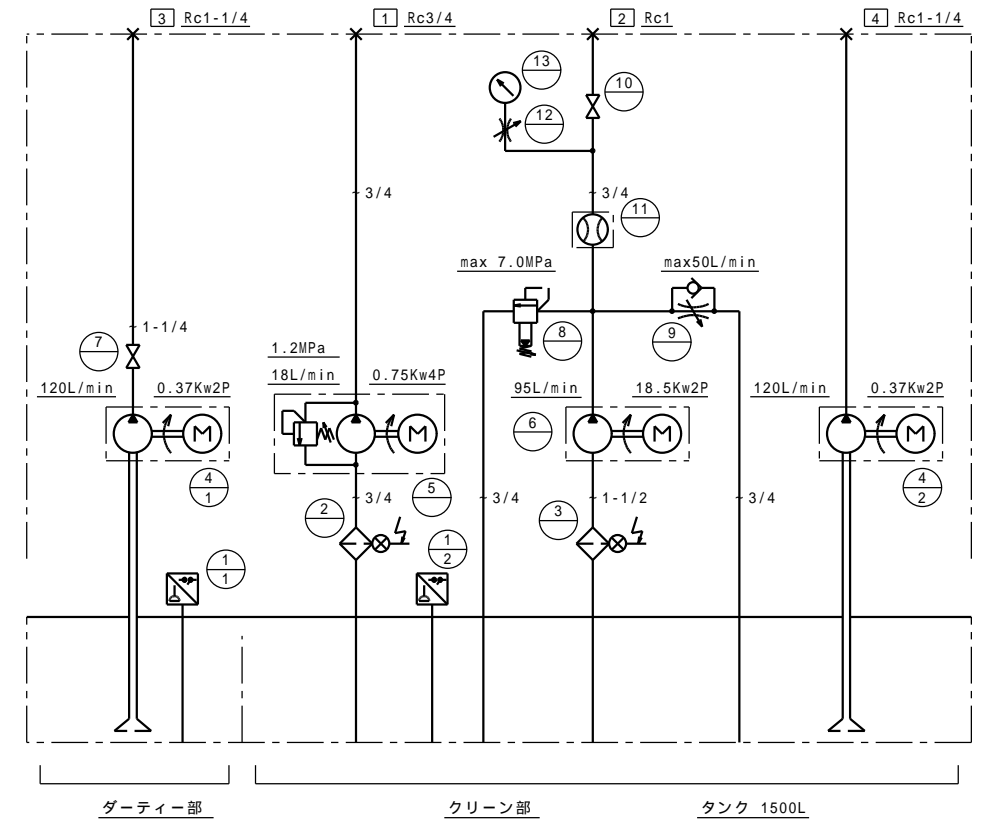 3 Rc1-1/4
1 Rc3/4
2 Rc1
4 Rc1-1/4
13
10
12
3/4
3/4
11
max 7.0MPa
max50L/min
1-1/4
7
8
9
1.2MPa
120L/min
0.37Kw2P
18L/min
0.75Kw4P
95L/min
18.5Kw2P
120L/min
0.37Kw2P
6
M
M
M
M
4
1
5
4
2
3/4
3/4
1-1/2
3/4
2
3
1
2
1
1
ダーティー部
クリーン部
タンク 1500L